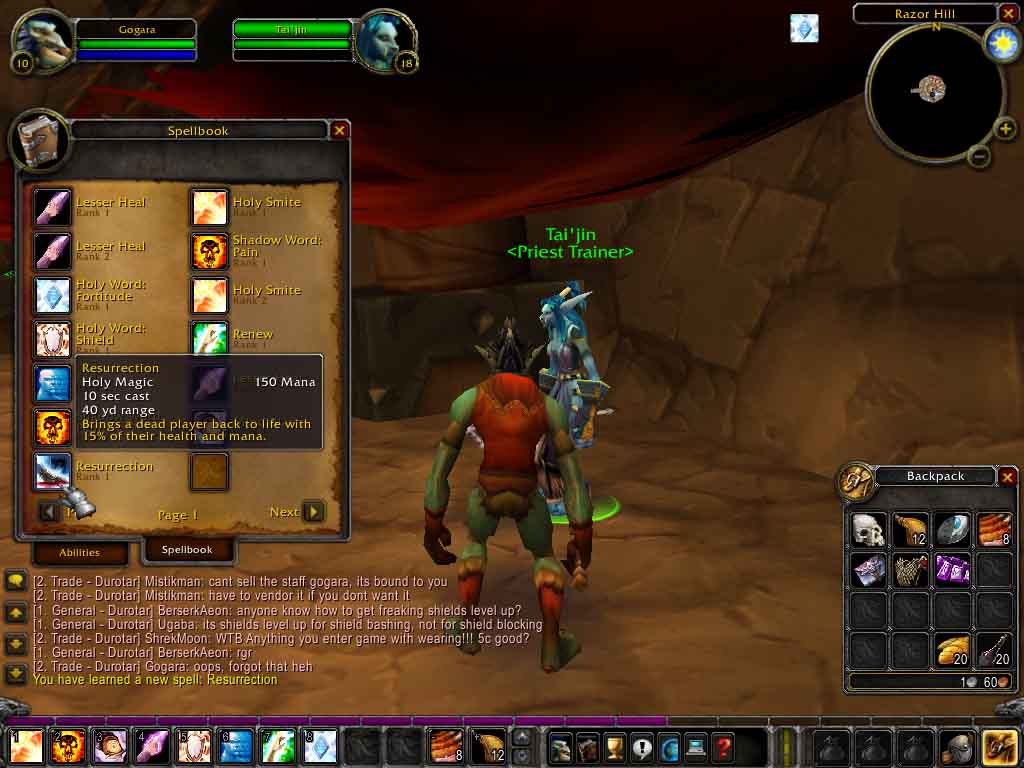 Gogara
10
Tai'jin
18
Razor Hill
N
Spellbook
Lesser Heal
Rank 1
Holy Smite
Rank 1
Lesser Heal
Rank 2
Shadow Word:
Pain
Rank 1
Holy Word:
Fortitude
Rank 1
Holy Smite
Rank 2
Holy Word:
Shield
Rank 1
Renew
Rank 1
Resurrection
Holy Magic 150 Mana
10 sec cast
40 yd range
Brings a dead player back to life with
15% of their health and mana.
Resurrection
Rank 1
Page 1
Next
Abilities
Spellbook
Tai'jin
<Priest Trainer>
Backpack
12
8
20
20
1 60
[2. Trade - Durotar] Mistikman: cant sell the staff gogara, its bound to you
[2. Trade - Durotar] Mistikman: have to vendor it if you dont want it
[1. General - Durotar] BerserkAeon: anyone know how to get freaking shields level up?
[1. General - Durotar] Ugaba: its shields level up for shield bashing, not for shield blocking
[2. Trade - Durotar] ShrekMoon: WTB Anything you enter game with wearing!!! 5c good?
[1. General - Durotar] BerserkAeon: rgr
[2. Trade - Durotar] Gogara: oops, forgot that heh
You have learned a new spell: Resurrection
1
2
3
4
5
6
7
8
8
12